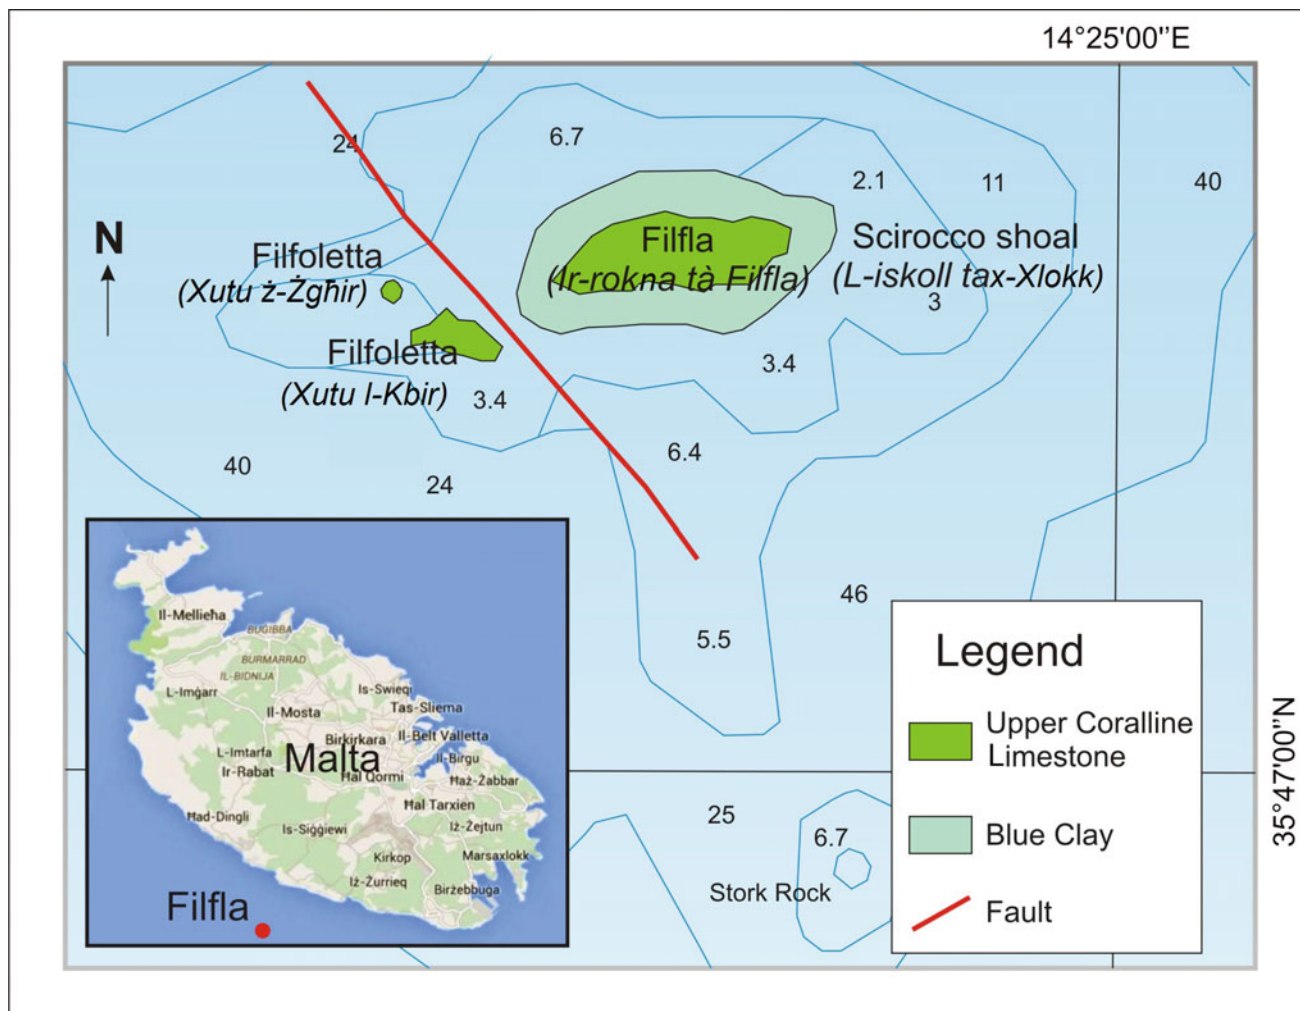 14°25'00''E
24
6.7
2.1
11
40
N
Filfoletta
(Xutu ż-Żgħir)
Filfla
(Ir-rokna tà Filfla)
Scirocco shoal
(L-iskoll tax-Xlokk)
3
Filfoletta
(Xutu l-Kbir)
3.4
3.4
40
24
6.4
46
5.5
35°47'00''N
25
6.7
Stork Rock
Il-Mellieħa
BUĠIBBA
BURMARRAD
IL-BIDNIJA
L-Imġarr
Is-Swieqi
Tas-Sliema
Il-Mosta
Birkirkara
Il-Belt Valletta
L-Imtarfa
Malta
Il-Birgu
Ir-Rabat
Ħal Qormi
Ħaż-Żabbar
Ħal Tarxien
Ħad-Dingli
Is-Siġġiewi
Iż-Żejtun
Kirkop
Marsaxlokk
Iż-Żurrieq
Birżebbuġa
Filfla
Legend
Upper Coralline
Limestone
Blue Clay
Fault